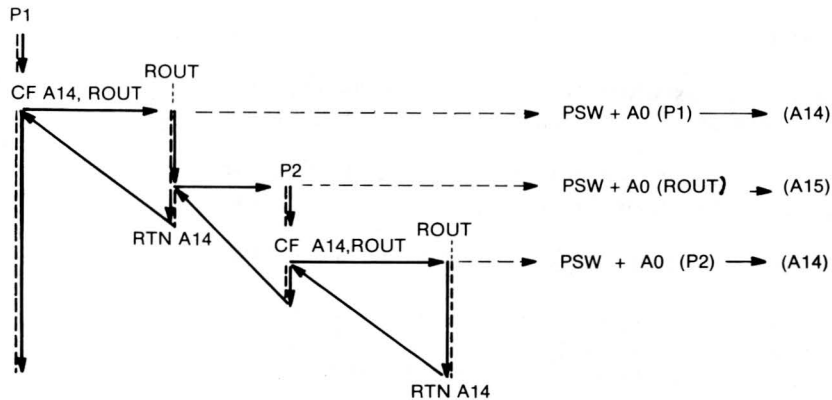 P1
ROUT
CF A14, ROUT
PSW + A0 (P1)
(A14)
P2
PSW + A0 (ROUT)
(A15)
RTN A14
ROUT
CF A14,ROUT
PSW + A0 (P2)
(A14)
RTN A14